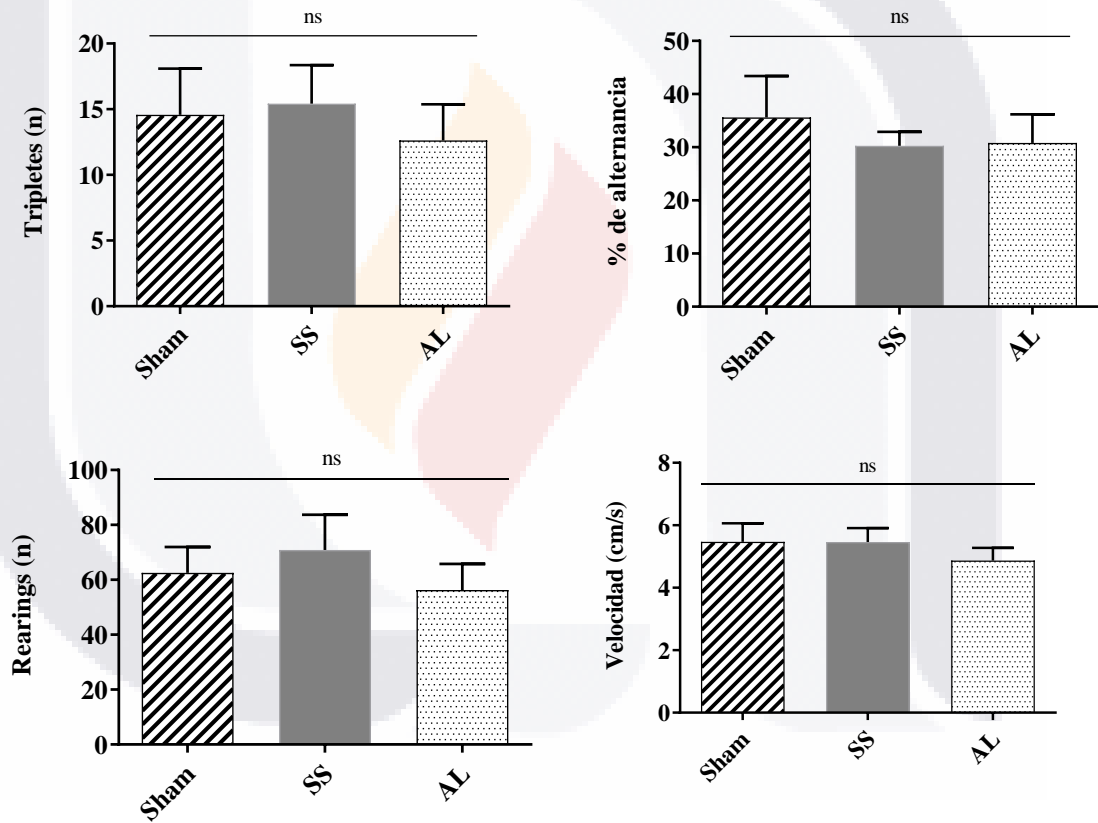 ns
Tripletes (n)
20
15
10
5
0
Sham
SS
AL
ns
% de alternancia
50
40
30
20
10
0
Sham
SS
AL
ns
Rearings (n)
100
80
60
40
20
0
Sham
SS
AL
ns
Velocidad (cm/s)
8
6
4
2
0
Sham
SS
AL